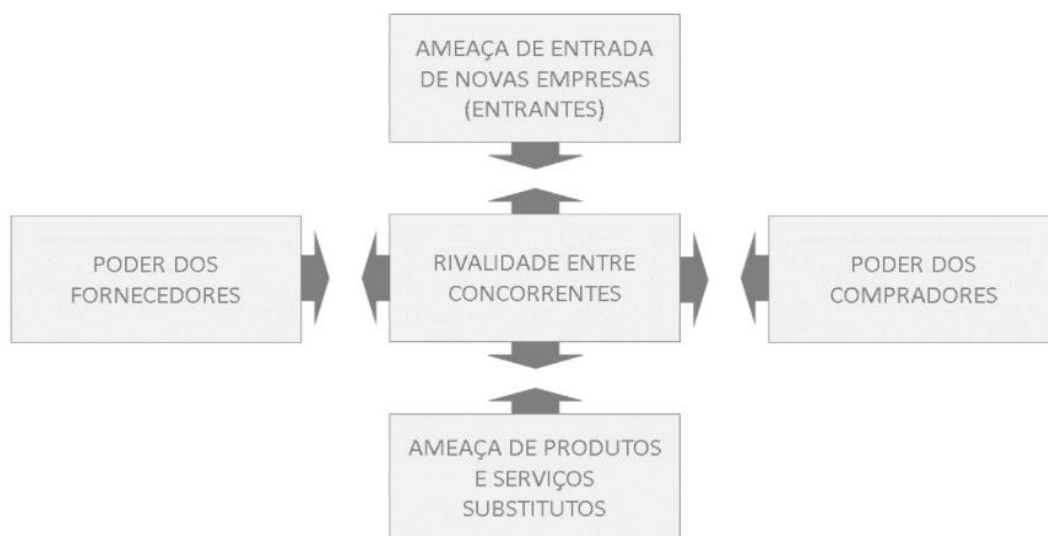 AMEAÇA DE ENTRADA
DE NOVAS EMPRESAS
(ENTRANTES)
PODER DOS
FORNECEDORES
RIVALIDADE ENTRE
CONCORRENTES
PODER DOS
COMPRADORES
AMEAÇA DE PRODUTOS
E SERVIÇOS
SUBSTITUTOS